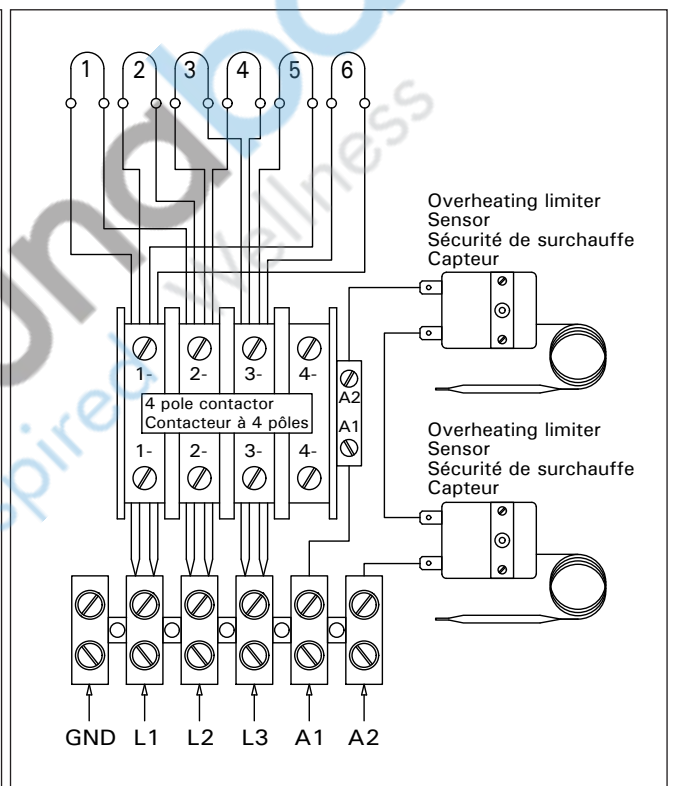 1 2 3 4 5 6
Overheating limiter
Sensor
Sécurité de surchauffe
Capteur
1- 2- 3- 4-
A2
4 pole contactor
Contacteur à 4 pôles
A1
1- 2- 3- 4-
Overheating limiter
Sensor
Sécurité de surchauffe
Capteur
GND L1 L2 L3 A1 A2
Wellness